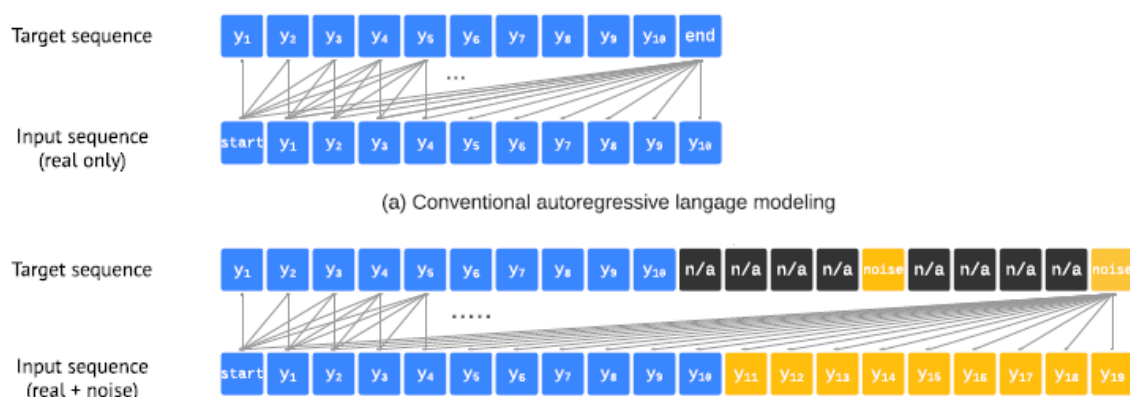 Target sequence y₁ y₂ y₃ y₄ y₅ y₆ y₇ y₈ y₉ y₁₀ end
...
Input sequence (real only) start y₁ y₂ y₃ y₄ y₅ y₆ y₇ y₈ y₉ y₁₀
(a) Conventional autoregressive langage modeling
Target sequence y₁ y₂ y₃ y₄ y₅ y₆ y₇ y₈ y₉ y₁₀ n/a n/a n/a n/a noise n/a n/a n/a n/a noise
.....
Input sequence (real + noise) start y₁ y₂ y₃ y₄ y₅ y₆ y₇ y₈ y₉ y₁₀ y₁₁ y₁₂ y₁₃ y₁₄ y₁₅ y₁₆ y₁₇ y₁₈ y₁₉